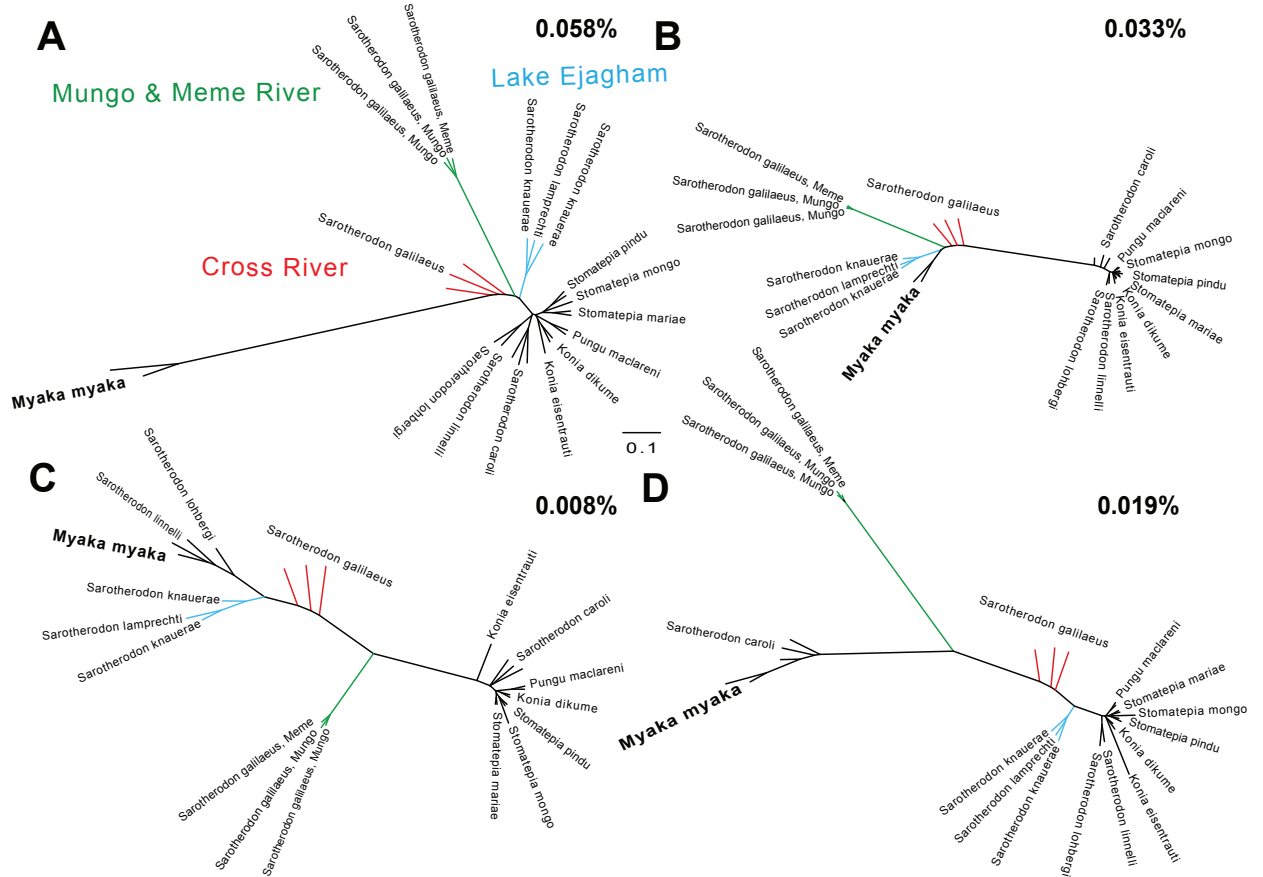 A
0.058%
Mungo & Meme River
Lake Ejagham
Cross River
Sarotherodon galilaeus, Mungo
Sarotherodon galilaeus, Mungo
Sarotherodon galilaeus, Meme
Sarotherodon knauerae
Sarotherodon lamprechti
Sarotherodon knauerae
Sarotherodon galilaeus
Stomatepia pindu
Stomatepia mongo
Stomatepia mariae
Pungu maclareni
Konia dikume
Konia eisentrauti
Sarotherodon caroli
Sarotherodon linnelli
Sarotherodon lohbergi
Myaka myaka
0.1
B
0.033%
Sarotherodon galilaeus, Meme
Sarotherodon galilaeus, Mungo
Sarotherodon galilaeus, Mungo
Sarotherodon galilaeus
Sarotherodon knauerae
Sarotherodon lamprechti
Sarotherodon knauerae
Myaka myaka
Sarotherodon caroli
Pungu maclareni
Stomatepia mongo
Stomatepia pindu
Stomatepia mariae
Konia dikume
Konia eisentrauti
Sarotherodon linnelli
Sarotherodon lohbergi
C
0.008%
Sarotherodon lohbergi
Sarotherodon linnelli
Myaka myaka
Sarotherodon galilaeus
Sarotherodon knauerae
Sarotherodon lamprechti
Sarotherodon knauerae
Sarotherodon galilaeus, Meme
Sarotherodon galilaeus, Mungo
Sarotherodon galilaeus, Mungo
Konia eisentrauti
Sarotherodon caroli
Pungu maclareni
Konia dikume
Stomatepia pindu
Stomatepia mongo
Stomatepia mariae
D
0.019%
Sarotherodon galilaeus, Meme
Sarotherodon galilaeus, Mungo
Sarotherodon galilaeus, Mungo
Sarotherodon caroli
Myaka myaka
Sarotherodon galilaeus
Pungu maclareni
Stomatepia mariae
Stomatepia mongo
Stomatepia pindu
Konia dikume
Konia eisentrauti
Sarotherodon linnelli
Sarotherodon lohbergi
Sarotherodon knauerae
Sarotherodon lamprechti
Sarotherodon knauerae